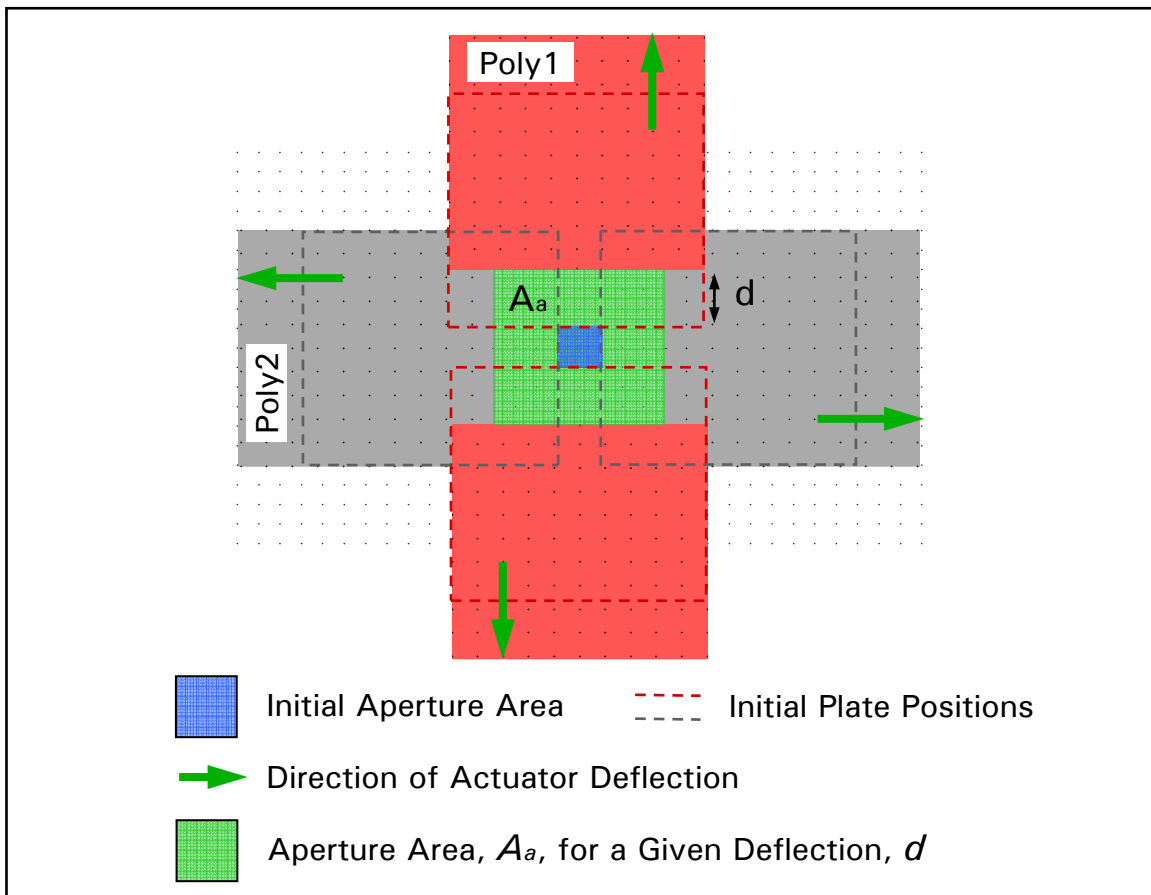 Poly1
Aa
d
Poly2
Initial Aperture Area
Initial Plate Positions
Direction of Actuator Deflection
Aperture Area, Aa, for a Given Deflection, d